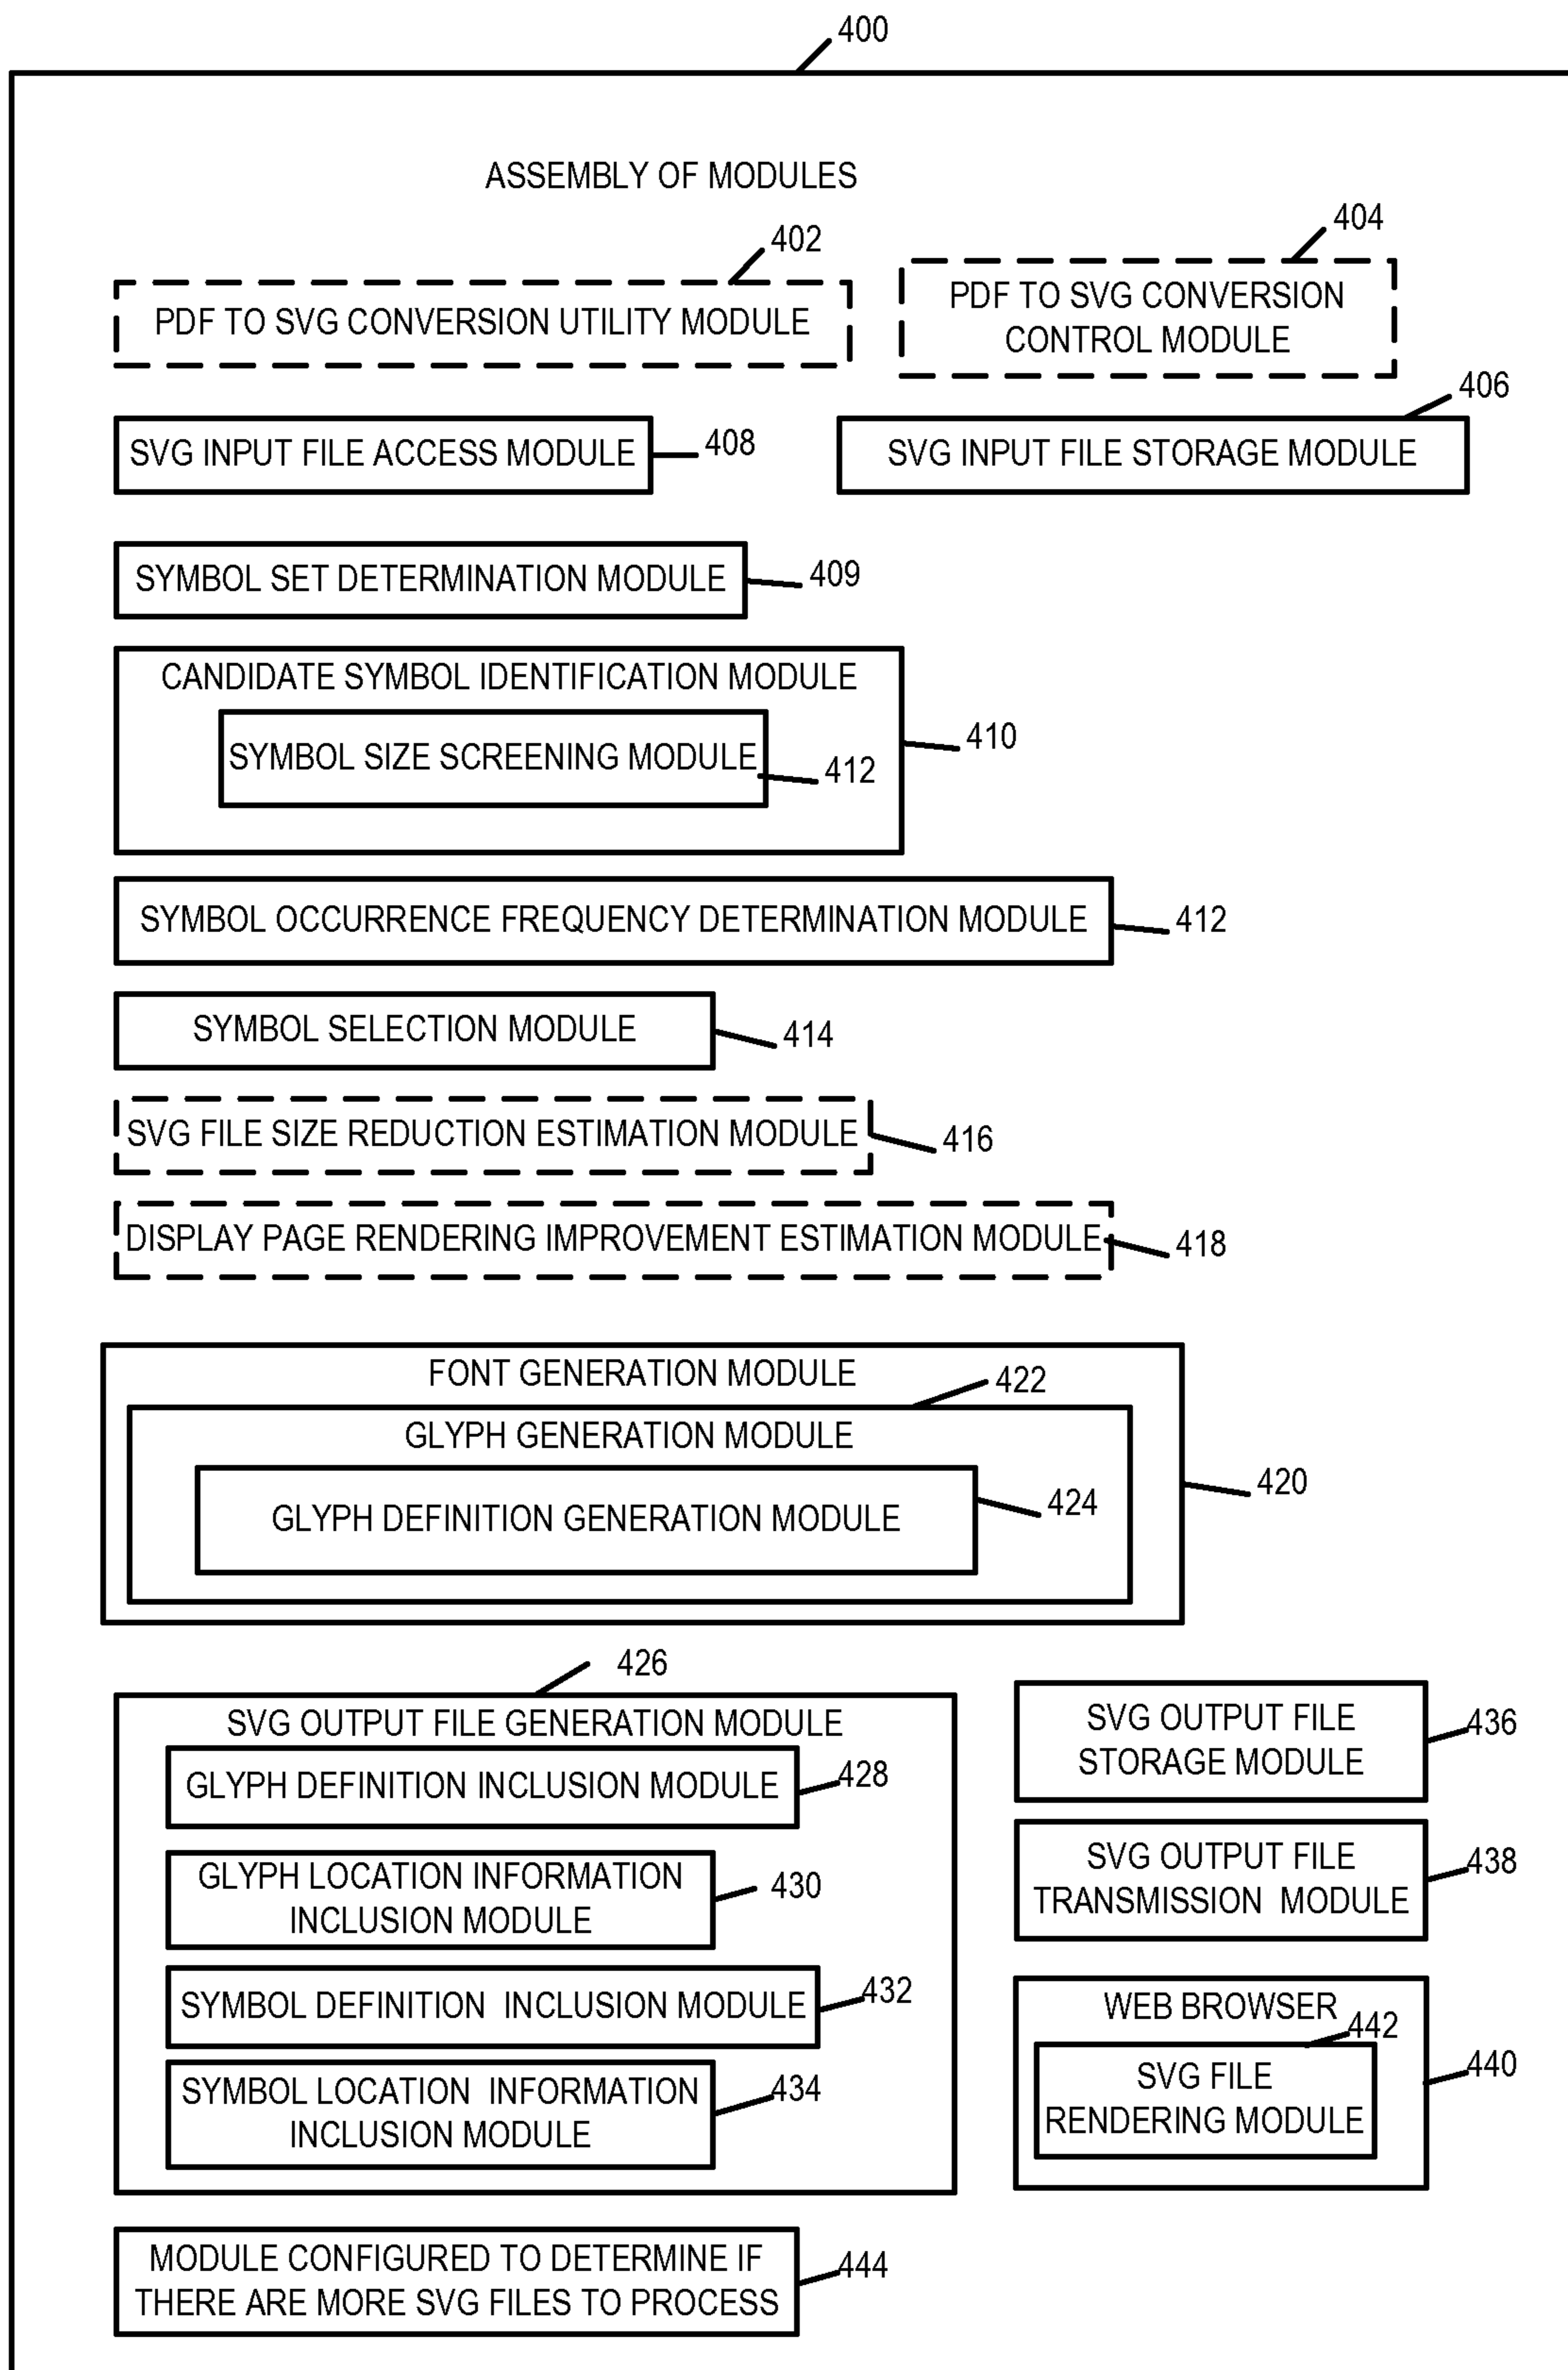 400
ASSEMBLY OF MODULES
402
404
PDF TO SVG CONVERSION UTILITY MODULE
PDF TO SVG CONVERSION
CONTROL MODULE
406
SVG INPUT FILE ACCESS MODULE
408
SVG INPUT FILE STORAGE MODULE
SYMBOL SET DETERMINATION MODULE
409
CANDIDATE SYMBOL IDENTIFICATION MODULE
410
SYMBOL SIZE SCREENING MODULE
412
SYMBOL OCCURRENCE FREQUENCY DETERMINATION MODULE
412
SYMBOL SELECTION MODULE
414
SVG FILE SIZE REDUCTION ESTIMATION MODULE
416
DISPLAY PAGE RENDERING IMPROVEMENT ESTIMATION MODULE
418
FONT GENERATION MODULE
422
GLYPH GENERATION MODULE
420
GLYPH DEFINITION GENERATION MODULE
424
426
SVG OUTPUT FILE GENERATION MODULE
GLYPH DEFINITION INCLUSION MODULE
428
GLYPH LOCATION INFORMATION
INCLUSION MODULE
430
SYMBOL DEFINITION INCLUSION MODULE
432
SYMBOL LOCATION INFORMATION
INCLUSION MODULE
434
SVG OUTPUT FILE
STORAGE MODULE
436
SVG OUTPUT FILE
TRANSMISSION MODULE
438
WEB BROWSER
442
SVG FILE
RENDERING MODULE
440
MODULE CONFIGURED TO DETERMINE IF
THERE ARE MORE SVG FILES TO PROCESS
444